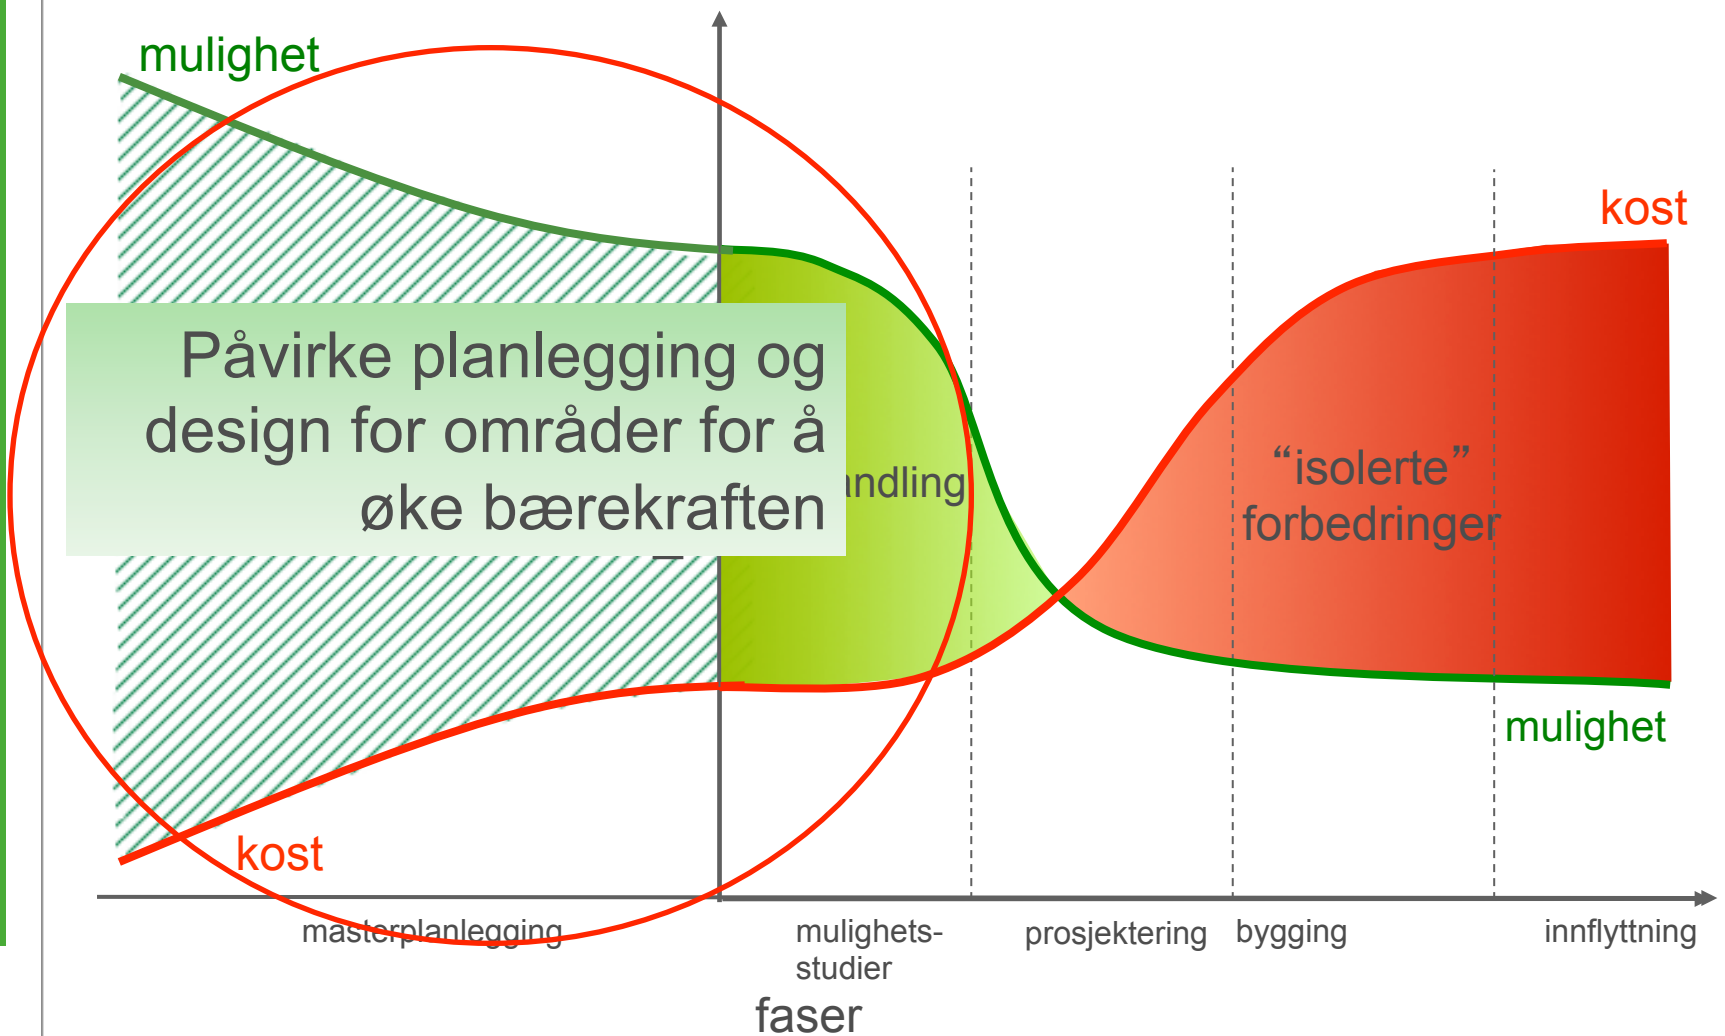 mulighet
kost
Påvirke planlegging og
design for områder for å
øke bærekraften
andling
“isolerte”
forbedringer
mulighet
kost
masterplanlegging
mulighets-
studier
prosjektering
bygging
innflyttning
faser